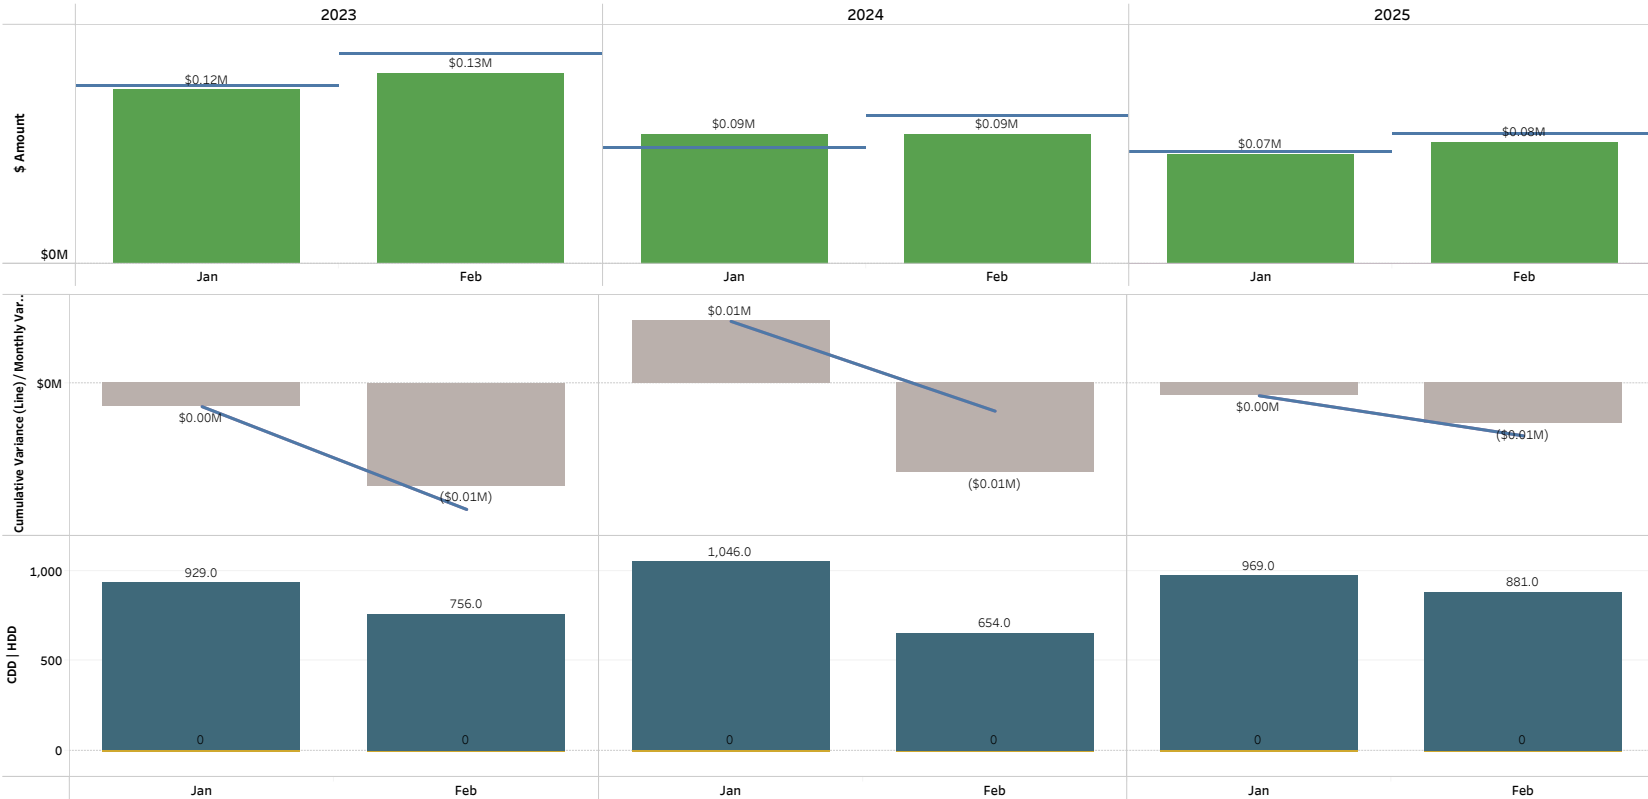 2023
2024
2025
$ Amount
$0.12M
$0.13M
$0.09M
$0.09M
$0.07M
$0.08M
$0M
Jan
Feb
Jan
Feb
Jan
Feb
Cumulative Variance (Line) / Monthly Var..
$0M
$0.00M
($0.01M)
$0.01M
($0.01M)
$0.00M
($0.01M)
CDD | HDD
1,000
500
0
929.0
756.0
1,046.0
654.0
969.0
881.0
0
0
0
0
0
0
Jan
Feb
Jan
Feb
Jan
Feb